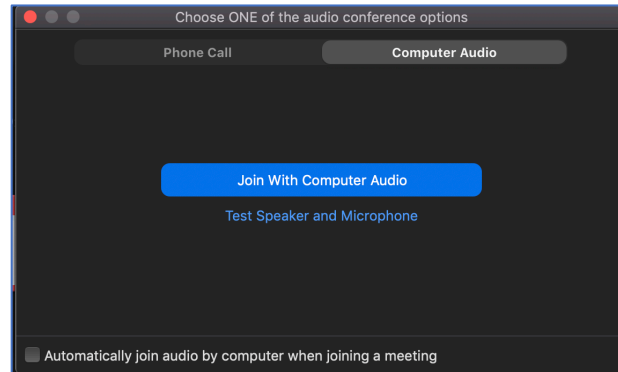 Choose ONE of the audio conference options
Phone Call Computer Audio
Join With Computer Audio
Test Speaker and Microphone
Automatically join audio by computer when joining a meeting